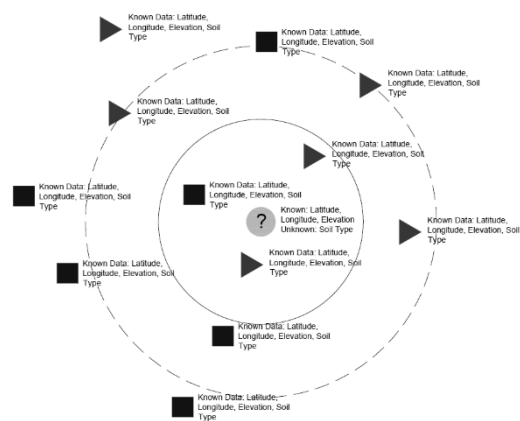 Known Data: Latitude,
Longitude, Elevation, Soil
Type
Known Data: Latitude,
Longitude, Elevation, Soil
Type
Known Data: Latitude,
Longitude, Elevation, Soil
Type
Known Data: Latitude,
Longitude, Elevation, Soil
Type
Known Data: Latitude,
Longitude, Elevation, Soil
Type
Known Data: Latitude,
Longitude, Elevation, Soil
Type
Known Data: Latitude,
Longitude, Elevation, Soil
Type
?
Known: Latitude,
Longitude, Elevation
Unknown: Soil Type
Known Data: Latitude,
Longitude, Elevation, Soil
Type
Known Data: Latitude,
Longitude, Elevation, Soil
Type
Known Data: Latitude,
Longitude, Elevation, Soil
Type
Known Data: Latitude,
Longitude, Elevation, Soil
Type
Known Data: Latitude,
Longitude, Elevation, Soil
Type